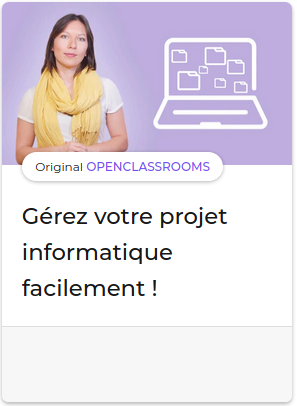 Original OPENCLASSROOMS
Gérez votre projet
informatique
facilement !